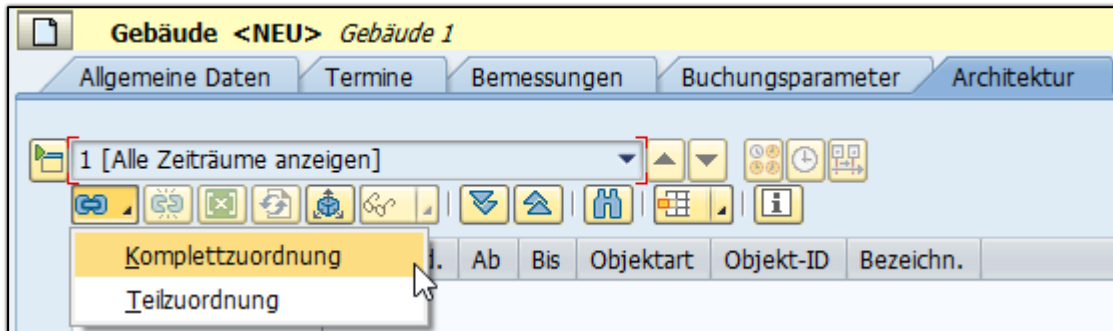 Gebäude <NEU> Gebäude 1
Allgemeine Daten Termine Bemessungen Buchungsparameter Architektur
1 [Alle Zeiträume anzeigen]
Komplettzuordnung
d. Ab Bis Objektart Objekt-ID Bezeichn.
Teilzuordnung